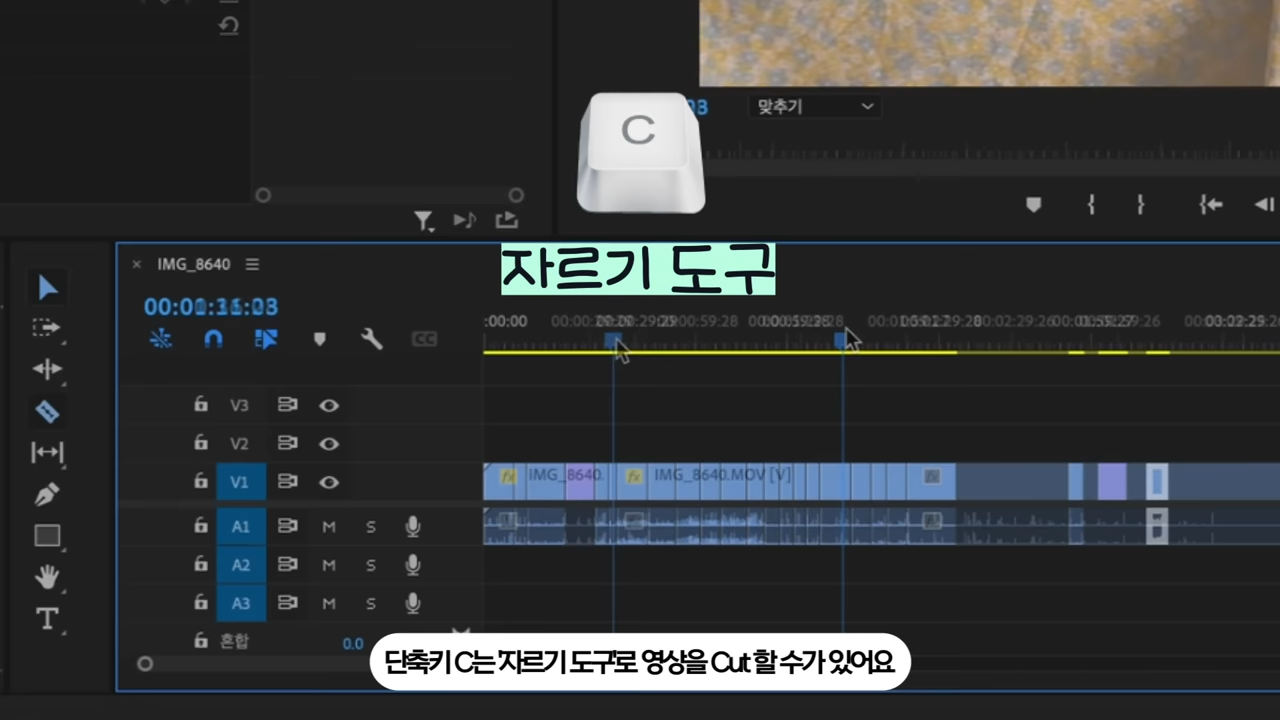 맞추기
C
IMG_8640
자르기 도구
:00:00
V3
V2
V1
IMG_8640.
IMG_8640.MOV [V]
A1 M S
A2 M S
A3 M S
혼합 0.0
단축키 C는 '자르기 도구'로 영상을 Cut 할 수가 있어요